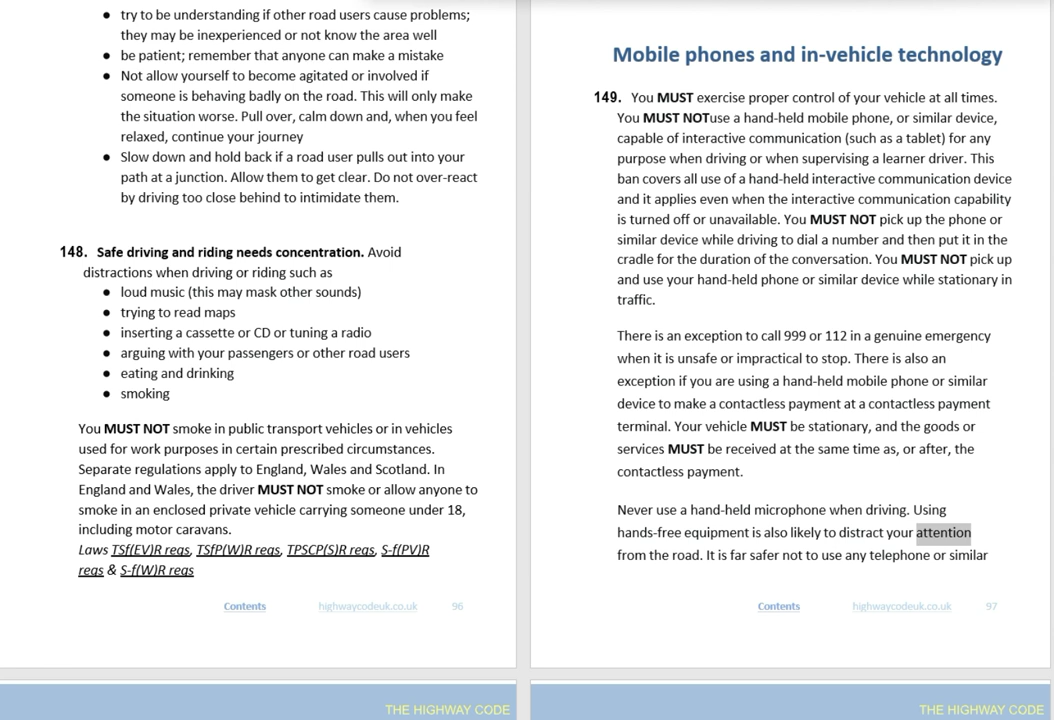 ● try to be understanding if other road users cause problems;
they may be inexperienced or not know the area well
● be patient; remember that anyone can make a mistake
● Not allow yourself to become agitated or involved if
someone is behaving badly on the road. This will only make
the situation worse. Pull over, calm down and, when you feel
relaxed, continue your journey
● Slow down and hold back if a road user pulls out into your
path at a junction. Allow them to get clear. Do not over-react
by driving too close behind to intimidate them.
148. Safe driving and riding needs concentration. Avoid
distractions when driving or riding such as
● loud music (this may mask other sounds)
● trying to read maps
● inserting a cassette or CD or tuning a radio
● arguing with your passengers or other road users
● eating and drinking
● smoking
You MUST NOT smoke in public transport vehicles or in vehicles
used for work purposes in certain prescribed circumstances.
Separate regulations apply to England, Wales and Scotland. In
England and Wales, the driver MUST NOT smoke or allow anyone to
smoke in an enclosed private vehicle carrying someone under 18,
including motor caravans.
Laws TSf(EV)R regs, TSfP(W)R regs, TPSCP(S)R regs, S-f(PV)R
regs & S-f(W)R regs
Contents highwaycodeuk.co.uk 96
THE HIGHWAY CODE
Mobile phones and in-vehicle technology
149. You MUST exercise proper control of your vehicle at all times.
You MUST NOTuse a hand-held mobile phone, or similar device,
capable of interactive communication (such as a tablet) for any
purpose when driving or when supervising a learner driver. This
ban covers all use of a hand-held interactive communication device
and it applies even when the interactive communication capability
is turned off or unavailable. You MUST NOT pick up the phone or
similar device while driving to dial a number and then put it in the
cradle for the duration of the conversation. You MUST NOT pick up
and use your hand-held phone or similar device while stationary in
traffic.
There is an exception to call 999 or 112 in a genuine emergency
when it is unsafe or impractical to stop. There is also an
exception if you are using a hand-held mobile phone or similar
device to make a contactless payment at a contactless payment
terminal. Your vehicle MUST be stationary, and the goods or
services MUST be received at the same time as, or after, the
contactless payment.
Never use a hand-held microphone when driving. Using
hands-free equipment is also likely to distract your attention
from the road. It is far safer not to use any telephone or similar
Contents highwaycodeuk.co.uk 97
THE HIGHWAY CODE